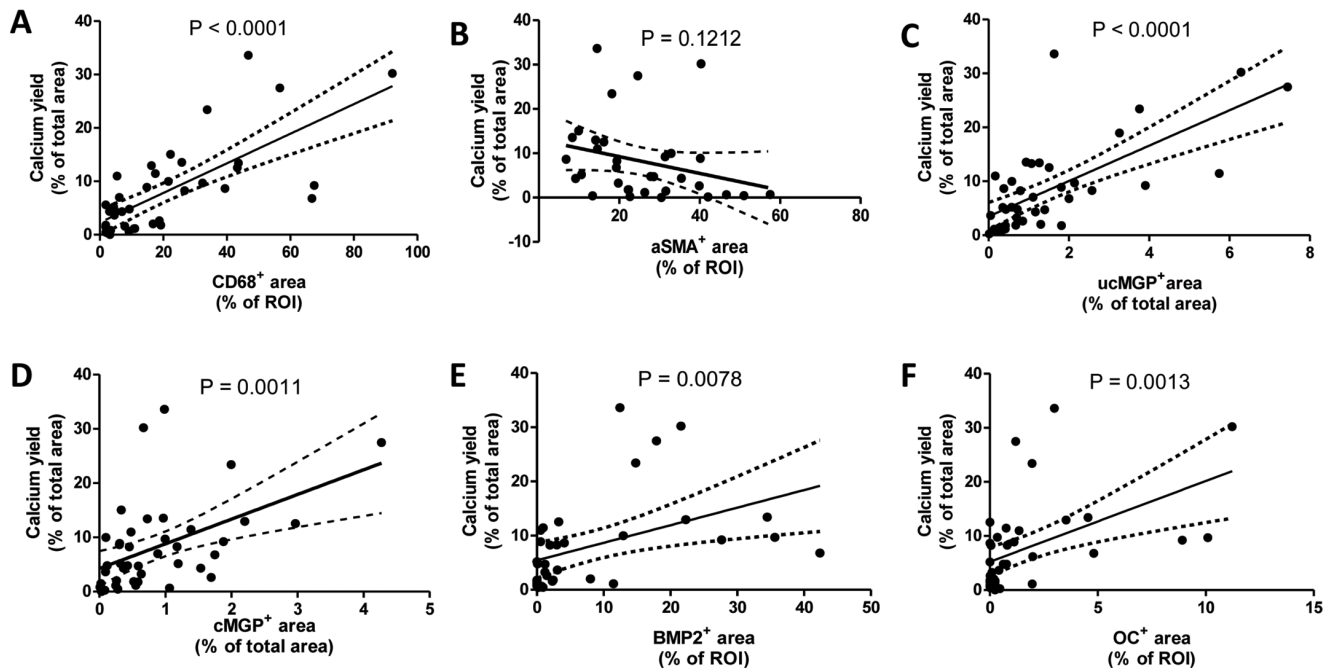 A
P < 0.0001
Calcium yield
(% of total area)
40
30
20
10
0
0 20 40 60 80 100
CD68⁺ area
(% of ROI)
B
P = 0.1212
Calcium yield
(% of total area)
40
30
20
10
0
-10
20 40 60 80
aSMA⁺ area
(% of ROI)
C
P < 0.0001
Calcium yield
(% of total area)
40
30
20
10
0
0 2 4 6 8
ucMGP⁺area
(% of total area)
D
P = 0.0011
Calcium yield
(% of total area)
40
30
20
10
0
0 1 2 3 4 5
cMGP⁺ area
(% of total area)
E
P = 0.0078
Calcium yield
(% of total area)
40
30
20
10
0
0 10 20 30 40 50
BMP2⁺ area
(% of ROI)
F
P = 0.0013
Calcium yield
(% of total area)
40
30
20
10
0
0 5 10 15
OC⁺ area
(% of ROI)